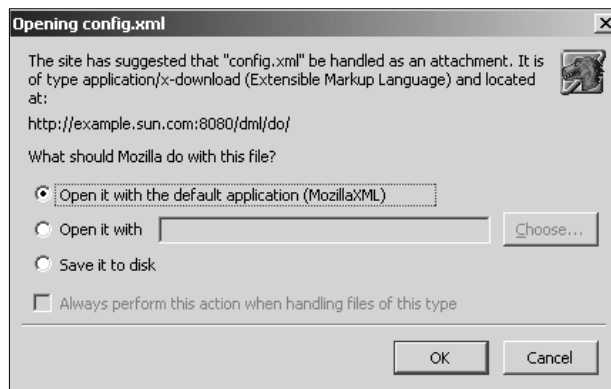 Opening config.xml
The site has suggested that "config.xml" be handled as an attachment. It is
of type application/x-download (Extensible Markup Language) and located
at:
http://example.sun.com:8080/dml/do/
What should Mozilla do with this file?
Open it with the default application (MozillaXML)
Open it with Choose...
Save it to disk
Always perform this action when handling files of this type
OK Cancel